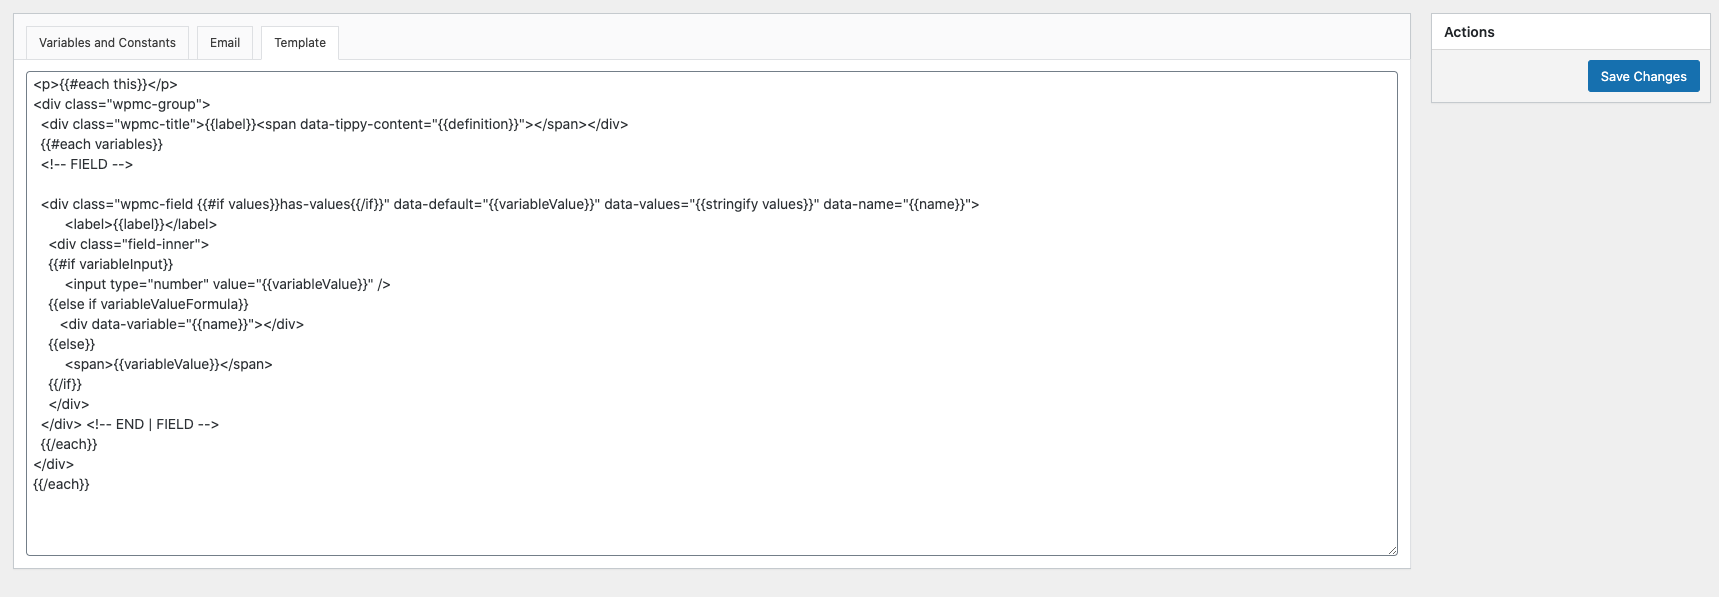 Variables and Constants
Email
Template
Actions
Save Changes
<p>{{#each this}}</p>
<div class="wpmc-group">
<div class="wpmc-title">{{label}}<span data-tippy-content="{{definition}}"></span></div>
{{#each variables}}
<!-- FIELD -->
<div class="wpmc-field {{#if values}}has-values{{/if}}" data-default="{{variableValue}}" data-values="{{stringify values}}" data-name="{{name}}">
<label>{{label}}</label>
<div class="field-inner">
{{#if variableInput}}
<input type="number" value="{{variableValue}}" />
{{else if variableValueFormula}}
<div data-variable="{{name}}"></div>
{{else}}
<span>{{variableValue}}</span>
{{/if}}
</div>
</div> <!-- END | FIELD -->
{{/each}}
</div>
{{/each}}